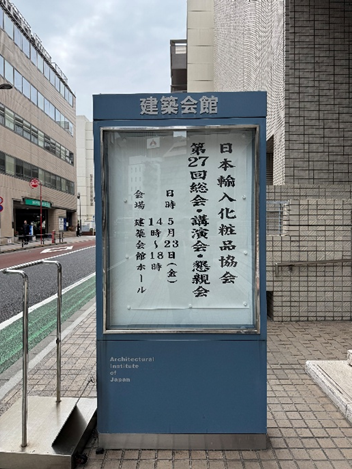 建築会館
日本輸入化粧品協会
第27回総会・講演会・懇親会
日時 5月23日(金)
14時~18時
会場 建築会館ホール
Architectural
Institute
of
Japan